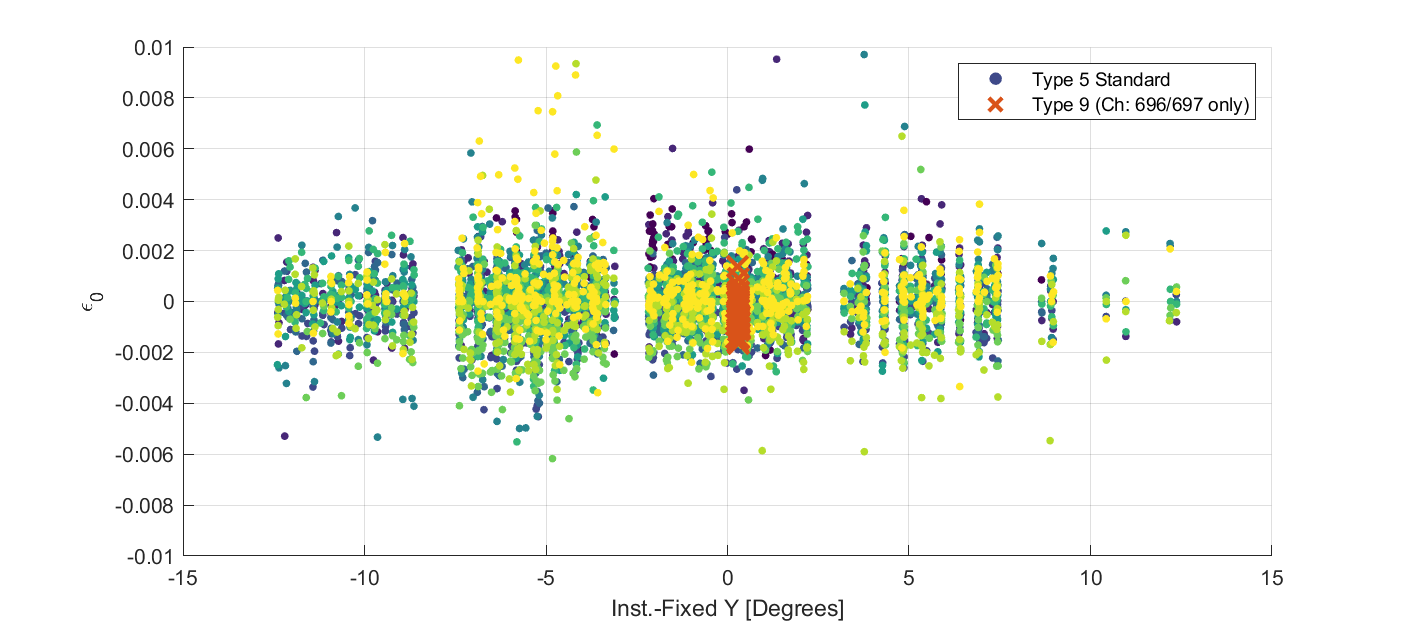 0.01
0.008
0.006
0.004
0.002
0
-0.002
-0.004
-0.006
-0.008
-0.01
ϵ0
-15 -10 -5 0 5 10 15
Inst.-Fixed Y [Degrees]
Type 5 Standard
Type 9 (Ch: 696/697 only)